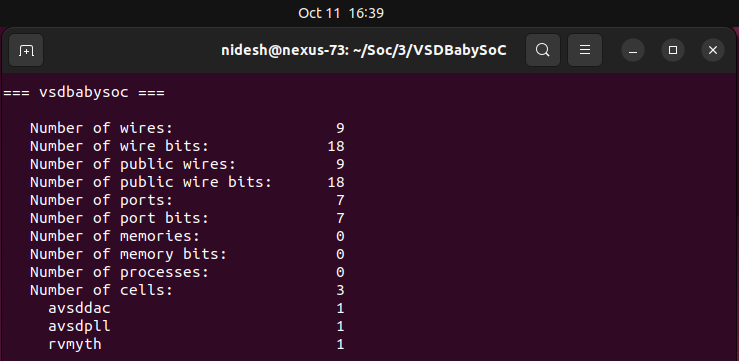 Oct 11 16:39
nidesh@nexus-73: ~/Soc/3/VSDBabySoC
=== vsdbabysoc ===
Number of wires: 9
Number of wire bits: 18
Number of public wires: 9
Number of public wire bits: 18
Number of ports: 7
Number of port bits: 7
Number of memories: 0
Number of memory bits: 0
Number of processes: 0
Number of cells: 3
avsddac 1
avsdpll 1
rvmyth 1